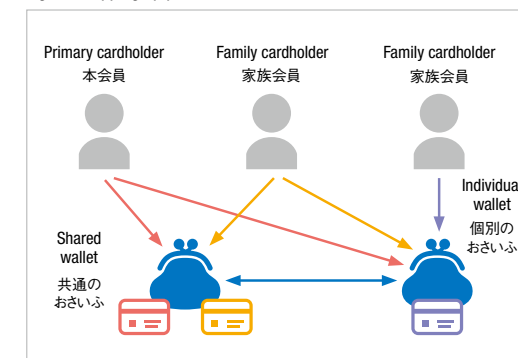 Primary cardholder
本会員
Family cardholder
家族会員
Family cardholder
家族会員
Individua
wallet
個別の
おさいふ
Shared
wallet
共通の
おさいふ